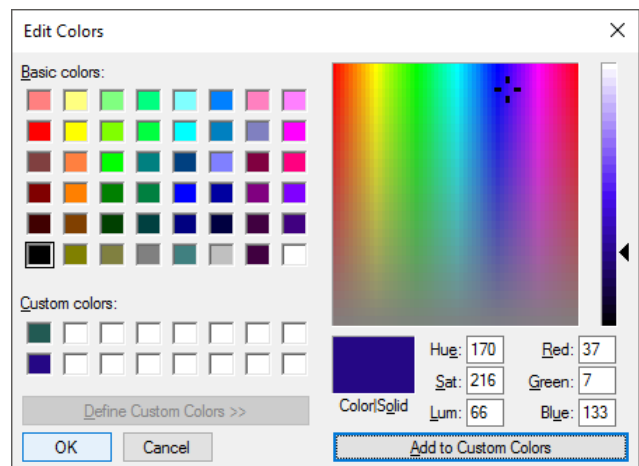 Edit Colors
Basic colors:
Custom colors:
Define Custom Colors >>
OK Cancel
Color|Solid
Hue: 170 Red: 37
Sat: 216 Green: 7
Lum: 66 Blue: 133
Add to Custom Colors